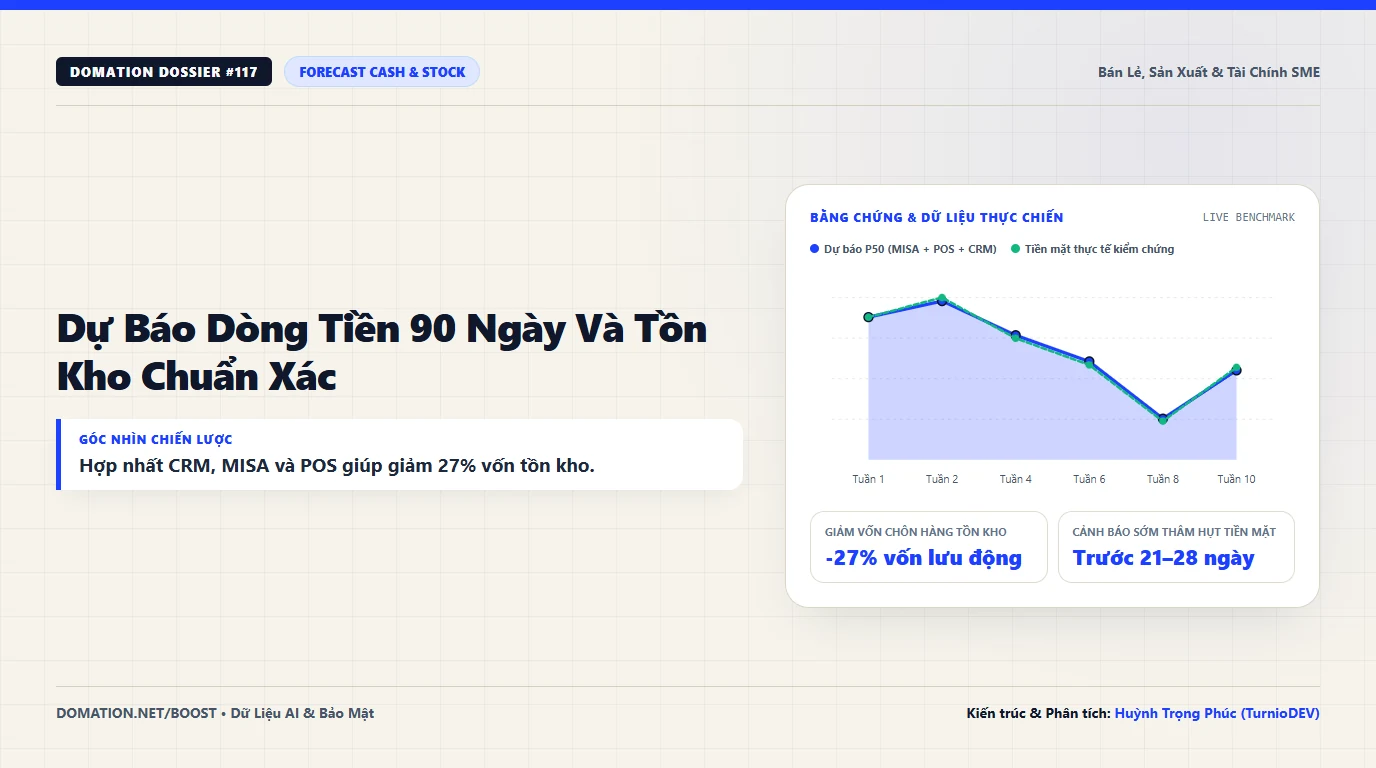 DOMATION DOSSIER #117
FORECAST CASH & STOCK
Bán Lẻ, Sản Xuất & Tài Chính SME
Dự Báo Dòng Tiền 90 Ngày Và Tồn
Kho Chuẩn Xác
GÓC NHÌN CHIẾN LƯỢC
Hợp nhất CRM, MISA và POS giúp giảm 27% vốn tồn kho.
BẰNG CHỨNG & DỮ LIỆU THỰC CHIẾN
LIVE BENCHMARK
Dự báo P50 (MISA + POS + CRM)
Tiền mặt thực tế kiểm chứng
Tuần 1
Tuần 2
Tuần 4
Tuần 6
Tuần 8
Tuần 10
GIẢM VỐN CHÔN HÀNG TỒN KHO
-27% vốn lưu động
CẢNH BÁO SỚM THÂM HỤT TIỀN MẶT
Trước 21–28 ngày
DOMATION.NET/BOOST • Dữ Liệu AI & Bảo Mật
Kiến trúc & Phân tích: Huỳnh Trọng Phúc (TurnioDEV)